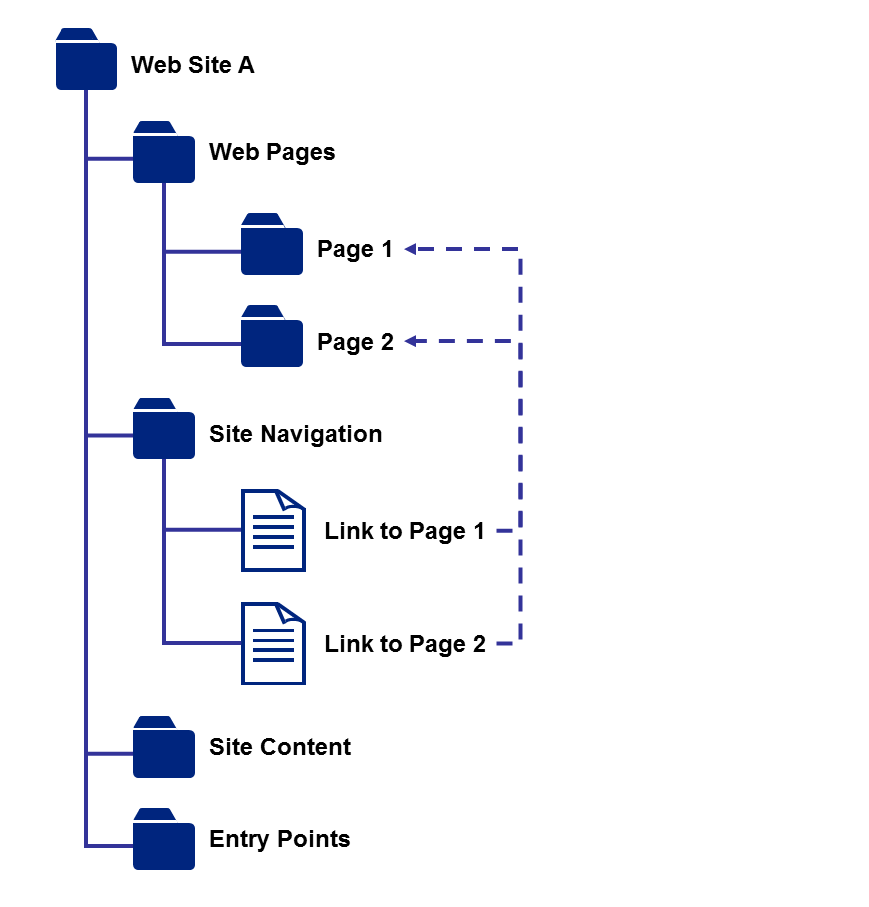 Web Site A
Web Pages
Page 1
Page 2
Site Navigation
Link to Page 1
Link to Page 2
Site Content
Entry Points